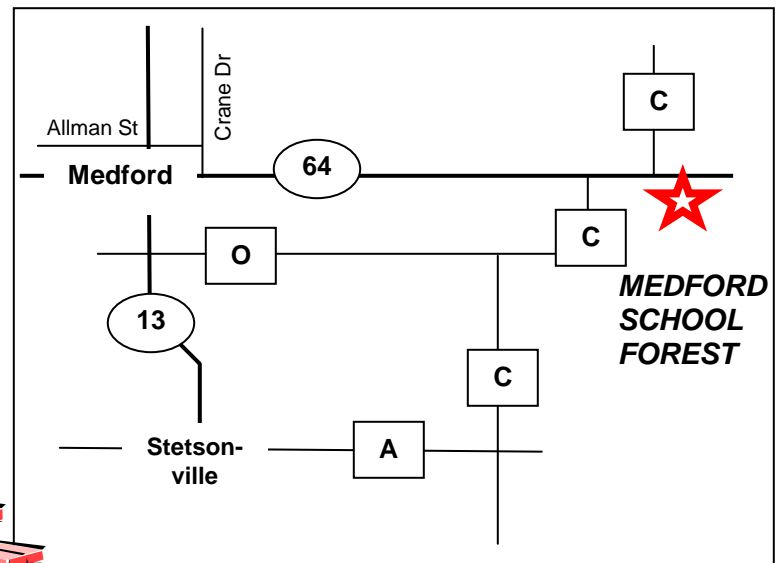 Crane Dr
C
Allman St
64
Medford
C
O
MEDFORD
SCHOOL
FOREST
13
C
Stetson-
ville
A